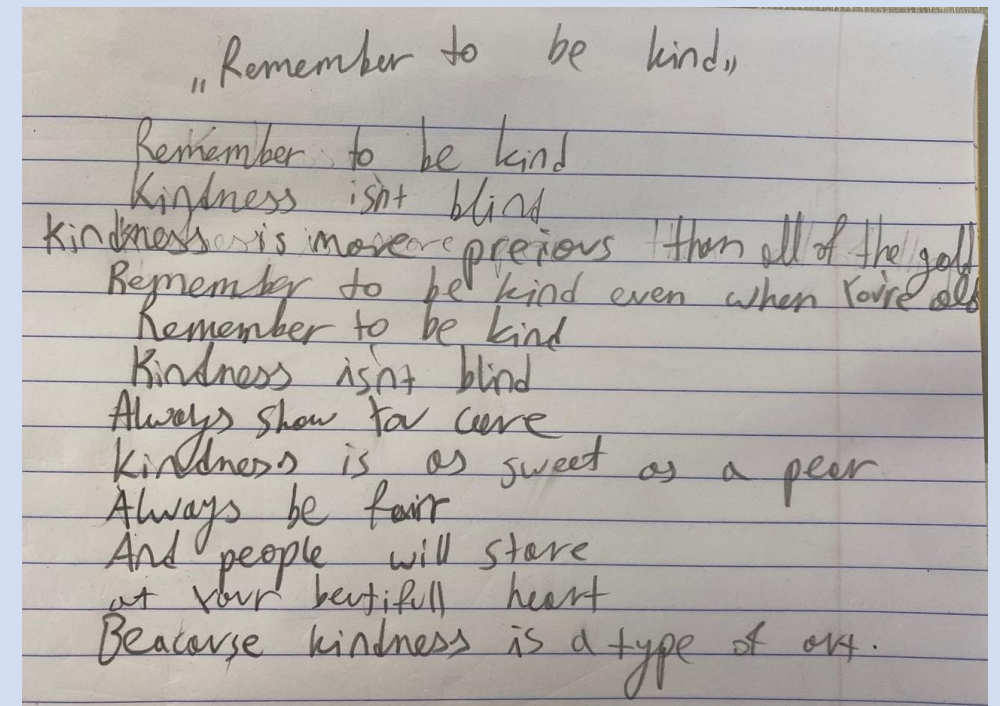 „Remember to be kind„
Remember to be kind
Kindness isn't blind
kindness is more precious than all of the gold
Remember to be kind even when You're old
Remember to be kind
Kindness isn't blind
Always show You care
Kindness is as sweet as a pear
Always be fair
And people will stare
at your beutifull heart
Beacouse kindness is a type of art.